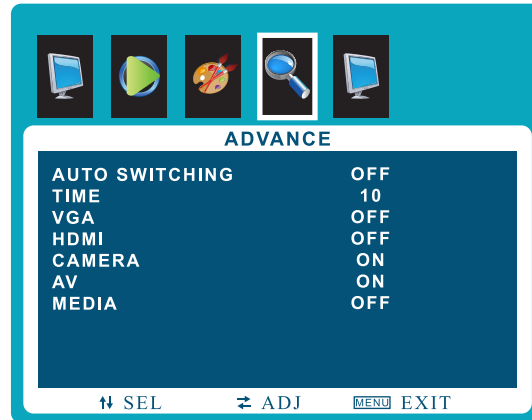 ADVANCE
AUTO SWITCHING OFF
TIME 10
VGA OFF
HDMI OFF
CAMERA ON
AV ON
MEDIA OFF
SEL ADJ MENU EXIT